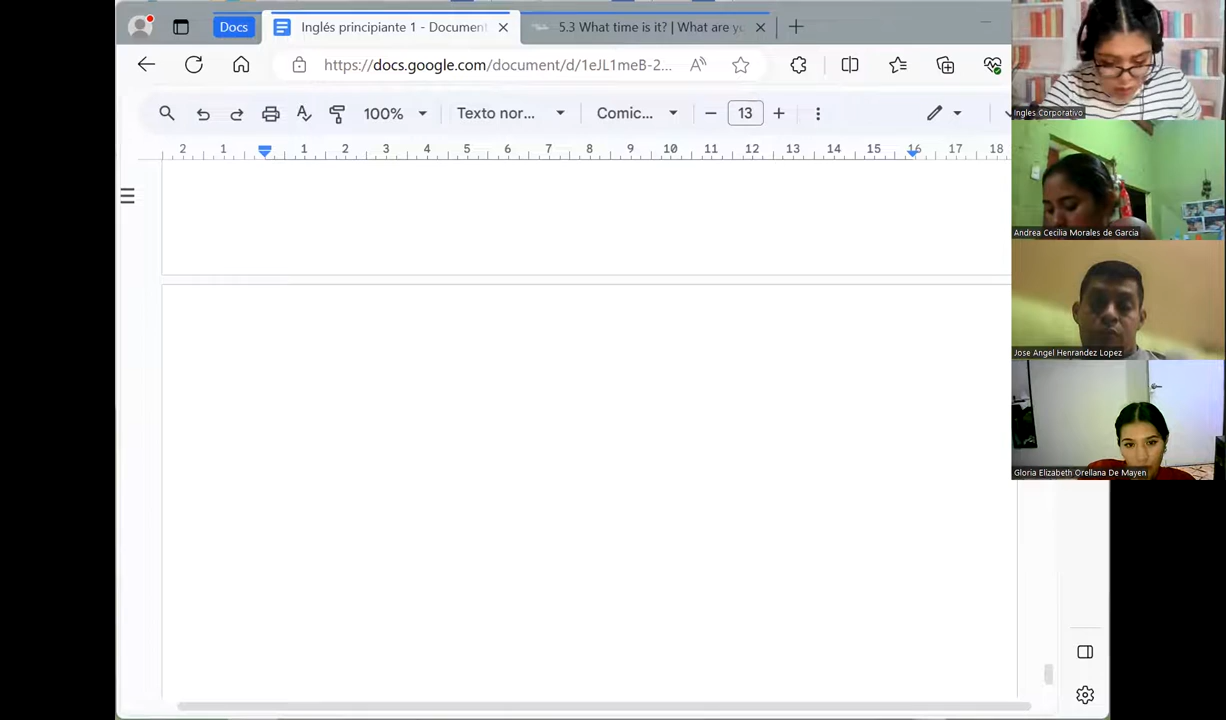 Docs
Inglés principiante 1 - Document
5.3 What time is it? | What are yo
https://docs.google.com/document/d/1eJL1meB-2...
100%
Texto nor...
Comic...
13
2 1 1 2 3 4 5 6 7 8 9 10 11 12 13 14 15 16 17 18
Ingles Corporativo
Andrea Cecilia Morales de Garcia
Jose Angel Henrandez Lopez
Gloria Elizabeth Orellana De Mayen